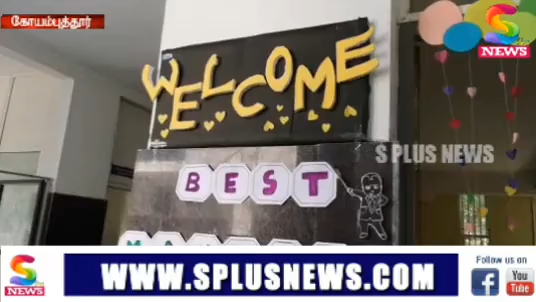 கோயம்புத்தூர்
S
NEWS
WELCOME
S PLUS NEWS
BEST
S
NEWS
WWW.SPLUSNEWS.COM
Follow us on
f
You
Tube